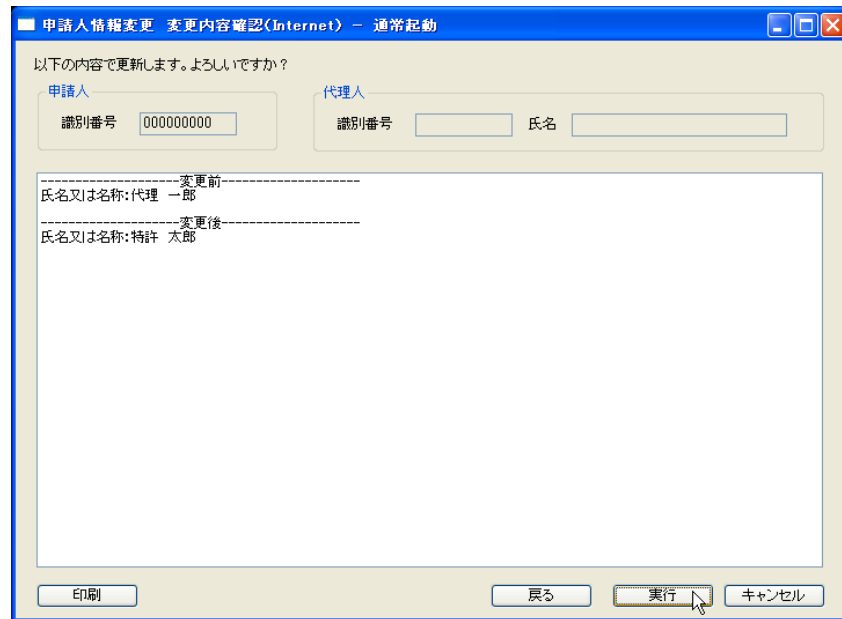 申請人情報変更 変更内容確認(Internet) － 通常起動
以下の内容で更新します。よろしいですか？
申請人
識別番号 000000000
代理人
識別番号 氏名
--------------------変更前--------------------
氏名又は名称:代理 一郎
--------------------変更後--------------------
氏名又は名称:特許 太郎
印刷 戻る 実行 キャンセル